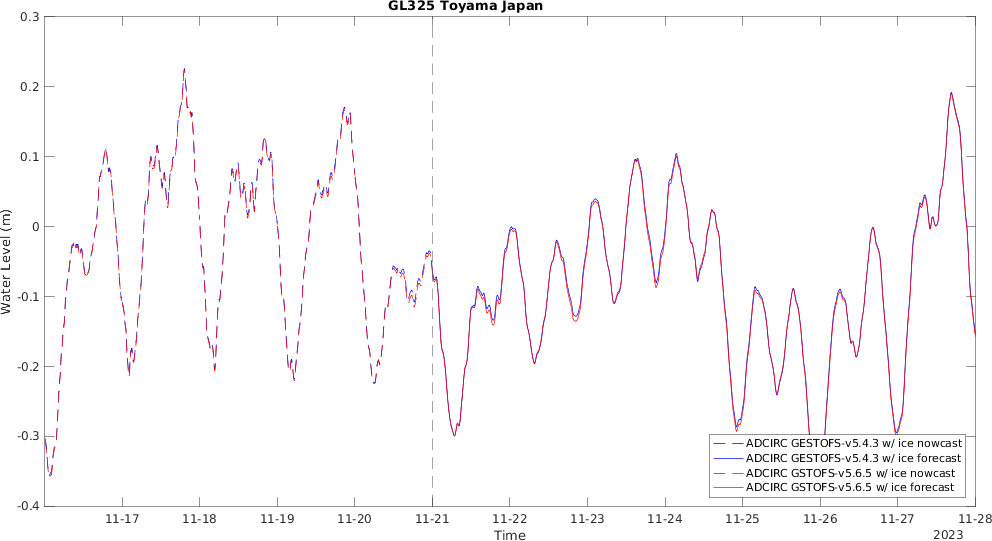 GL325 Toyama Japan
0.3
0.2
0.1
0
-0.1
-0.2
-0.3
-0.4
Water Level (m)
ADCIRC GESTOFS-v5.4.3 w/ ice nowcast
ADCIRC GESTOFS-v5.4.3 w/ ice forecast
ADCIRC GSTOFS-v5.6.5 w/ ice nowcast
ADCIRC GSTOFS-v5.6.5 w/ ice forecast
11-17 11-18 11-19 11-20 11-21 11-22 11-23 11-24 11-25 11-26 11-27 11-28
Time
2023